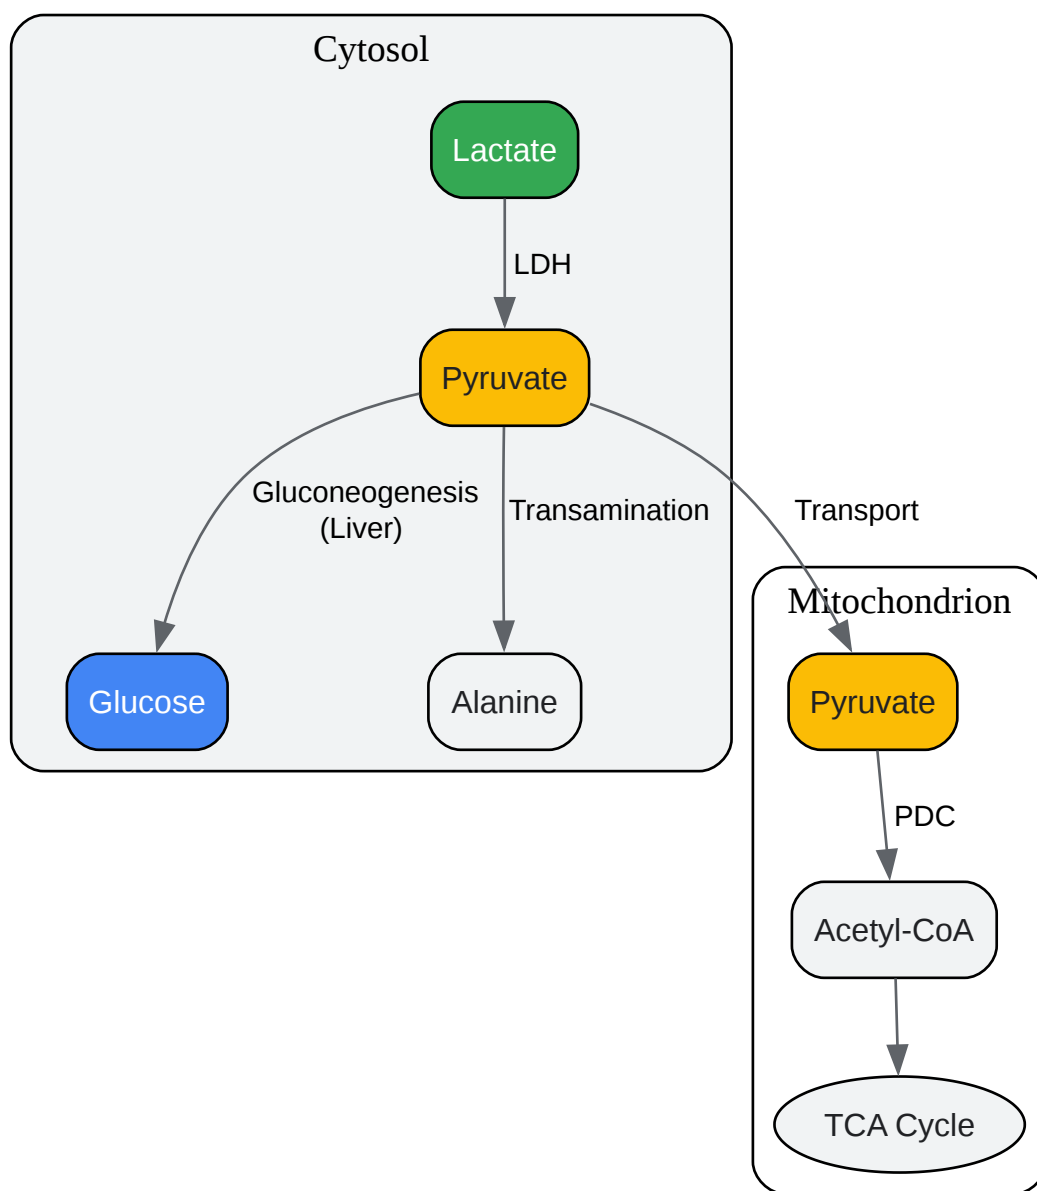 Cytosol
Lactate
LDH
Pyruvate
Gluconeogenesis
(Liver)
Transamination
Transport
Mitochondrion
Glucose
Alanine
Pyruvate
PDC
Acetyl-CoA
TCA Cycle